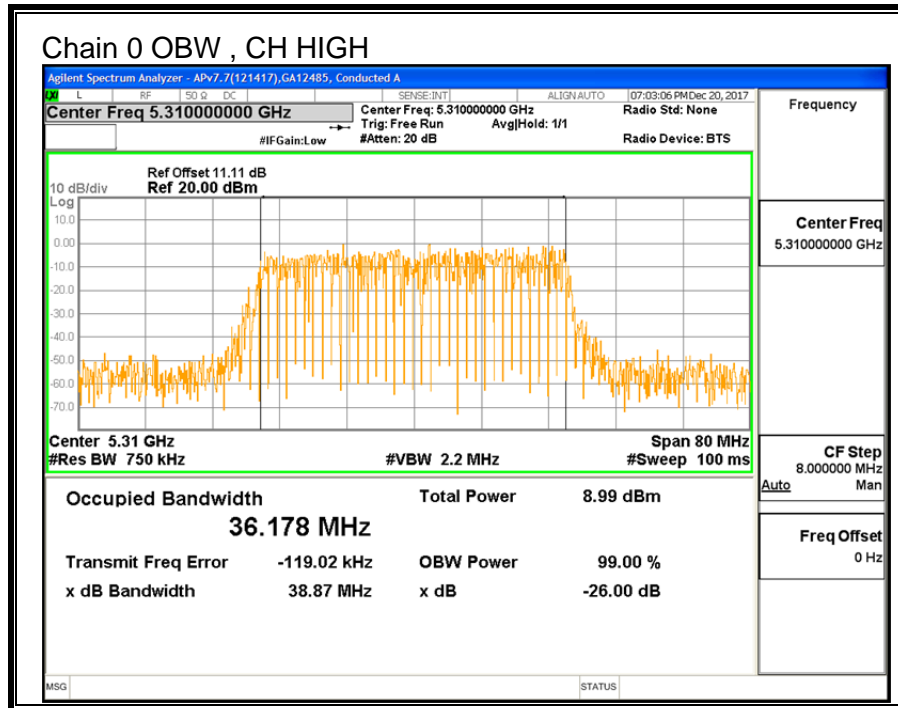 Chain 0 OBW , CH HIGH
Agilent Spectrum Analyzer - APv7.7(121417),GA12485, Conducted A
LXI L RF 50 Ω DC SENSE:INT ALIGN AUTO 07:03:06 PM Dec 20, 2017
Center Freq 5.310000000 GHz
Center Freq: 5.310000000 GHz
Radio Std: None
Trig: Free Run Avg|Hold: 1/1
#IFGain:Low #Atten: 20 dB Radio Device: BTS
Ref Offset 11.11 dB
10 dB/div Ref 20.00 dBm
Log
10.0
0.00
-10.0
-20.0
-30.0
-40.0
-50.0
-60.0
-70.0
Center 5.31 GHz Span 80 MHz
#Res BW 750 kHz #VBW 2.2 MHz #Sweep 100 ms
Occupied Bandwidth Total Power 8.99 dBm
36.178 MHz
Transmit Freq Error -119.02 kHz OBW Power 99.00 %
x dB Bandwidth 38.87 MHz x dB -26.00 dB
MSG STATUS
Frequency
Center Freq
5.310000000 GHz
CF Step
8.000000 MHz
Auto Man
Freq Offset
0 Hz